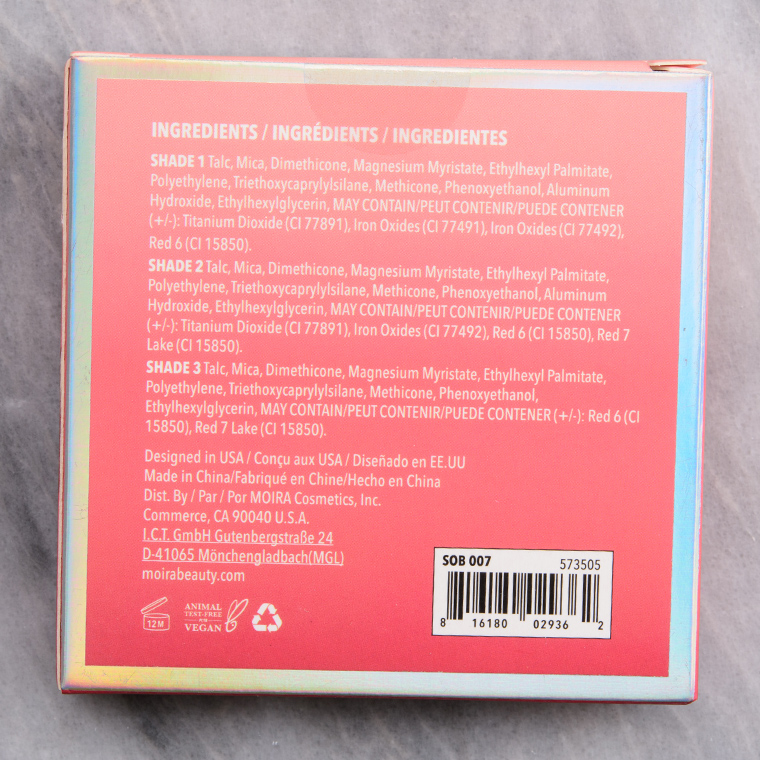 INGREDIENTS / INGRÉDIENTS / INGREDIENTES
SHADE 1 Talc, Mica, Dimethicone, Magnesium Myristate, Ethylhexyl Palmitate,
Polyethylene, Triethoxycaprylylsilane, Methicone, Phenoxyethanol, Aluminum
Hydroxide, Ethylhexylglycerin, MAY CONTAIN/PEUT CONTENIR/PUEDE CONTENER
(+/-): Titanium Dioxide (CI 77891), Iron Oxides (CI 77491), Iron Oxides (CI 77492),
Red 6 (CI 15850).
SHADE 2 Talc, Mica, Dimethicone, Magnesium Myristate, Ethylhexyl Palmitate,
Polyethylene, Triethoxycaprylylsilane, Methicone, Phenoxyethanol, Aluminum
Hydroxide, Ethylhexylglycerin, MAY CONTAIN/PEUT CONTENIR/PUEDE CONTENER
(+/-): Titanium Dioxide (CI 77891), Iron Oxides (CI 77492), Red 6 (CI 15850), Red 7
Lake (CI 15850).
SHADE 3 Talc, Mica, Dimethicone, Magnesium Myristate, Ethylhexyl Palmitate,
Polyethylene, Triethoxycaprylylsilane, Methicone, Phenoxyethanol,
Ethylhexylglycerin, MAY CONTAIN/PEUT CONTENIR/PUEDE CONTENER (+/-): Red 6 (CI
15850), Red 7 Lake (CI 15850).
Designed in USA / Conçu aux USA / Diseñado en EE.UU
Made in China/Fabriqué en Chine/Hecho en China
Dist. By / Par / Por MOIRA Cosmetics, Inc.
Commerce, CA 90040 U.S.A.
I.C.T. GmbH Gutenbergstraße 24
D-41065 Mönchengladbach(MGL)
moirabeauty.com
12 M
ANIMAL
TEST-FREE
VEGAN
SOB 007 573505
8 16180 02936 2